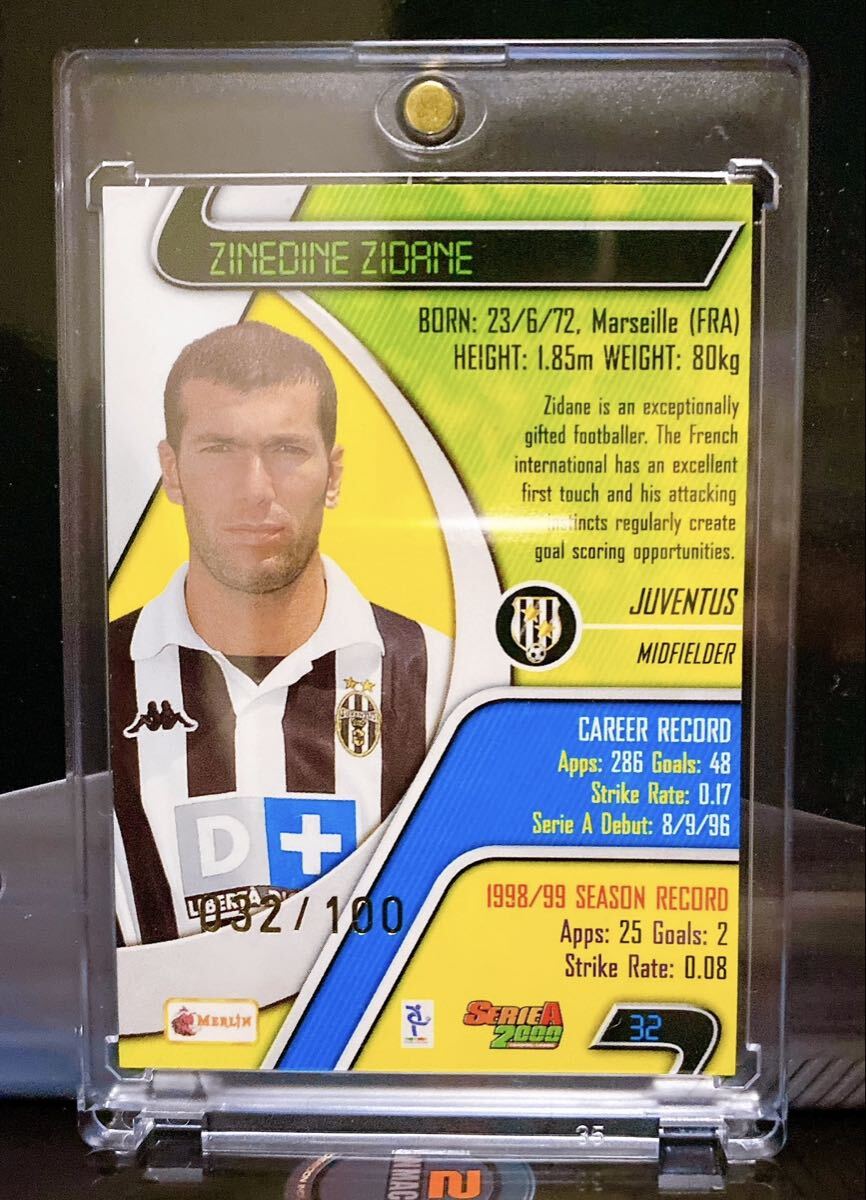 ZINEDINE ZIDANE
BORN: 23/6/72, Marseille (FRA)
HEIGHT: 1.85m WEIGHT: 80kg
Zidane is an exceptionally
gifted footballer. The French
international has an excellent
first touch and his attacking
instincts regularly create
goal scoring opportunities.
JUVENTUS
MIDFIELDER
CAREER RECORD
Apps: 286 Goals: 48
Strike Rate: 0.17
Serie A Debut: 8/9/96
1998/99 SEASON RECORD
Apps: 25 Goals: 2
Strike Rate: 0.08
D+
032/100
MERLIN
SERIE A
2000
32
35